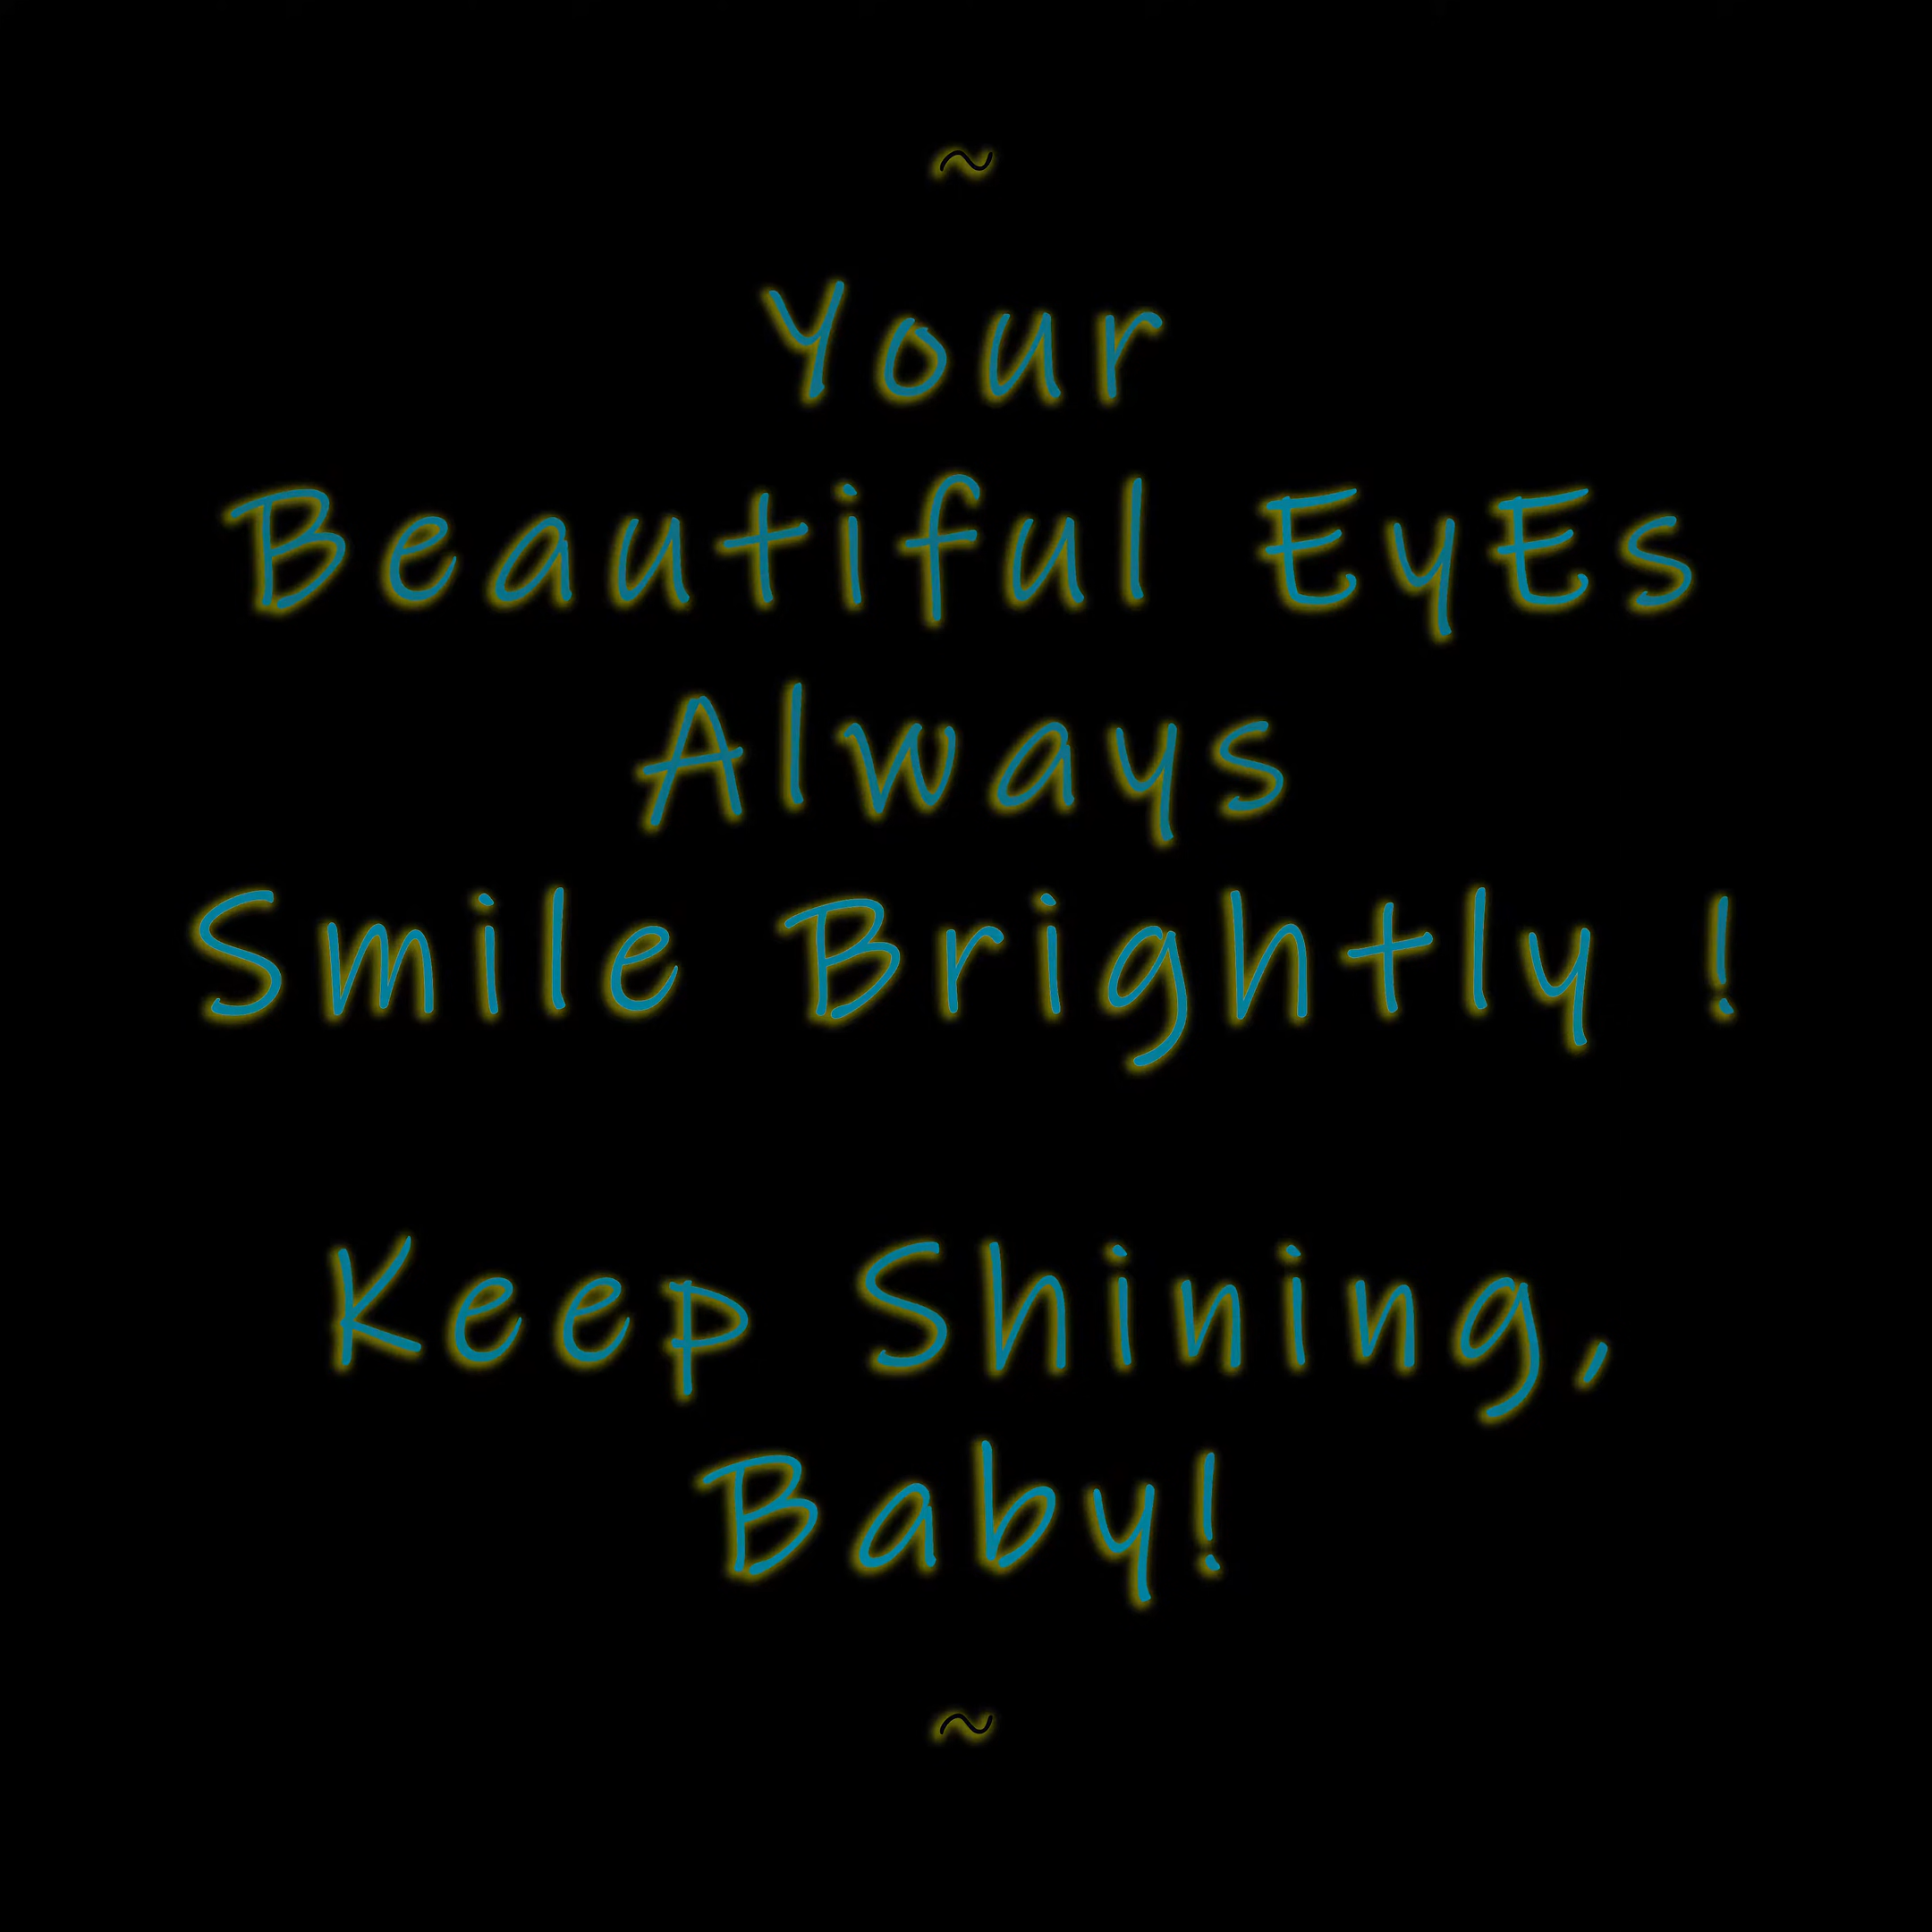 ~
Your
Beautiful EyEs
Always
Smile Brightly !
Keep Shining,
Baby!
~